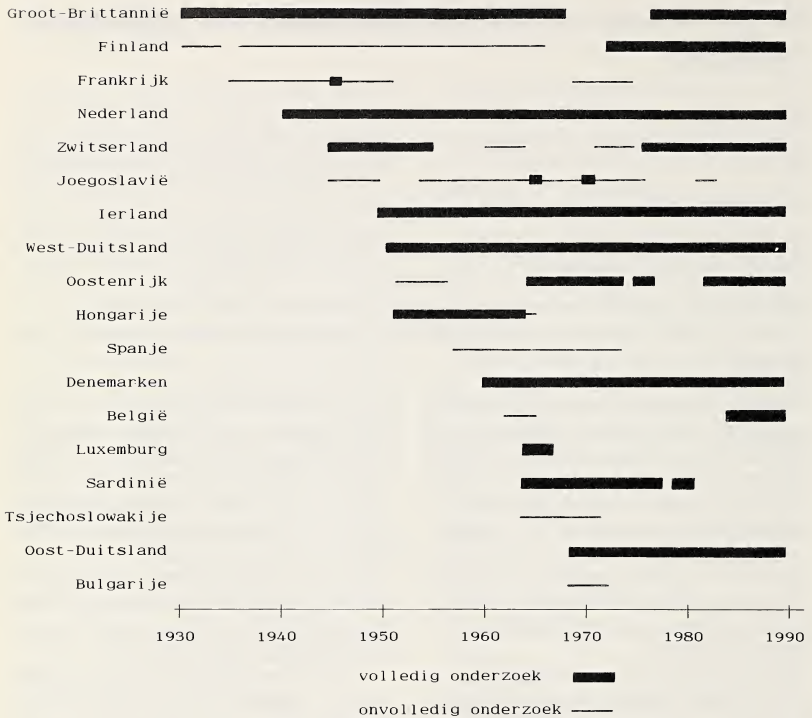 Groot-Brittannië
Finland
Frankrijk
Nederland
Zwitserland
Joegoslavië
Ierland
West-Duitsland
Oostenrijk
Hongarije
Spanje
Denemarken
België
Luxemburg
Sardinië
Tsjechoslowakije
Oost-Duitsland
Bulgarije
1930 1940 1950 1960 1970 1980 1990
volledig onderzoek
onvolledig onderzoek